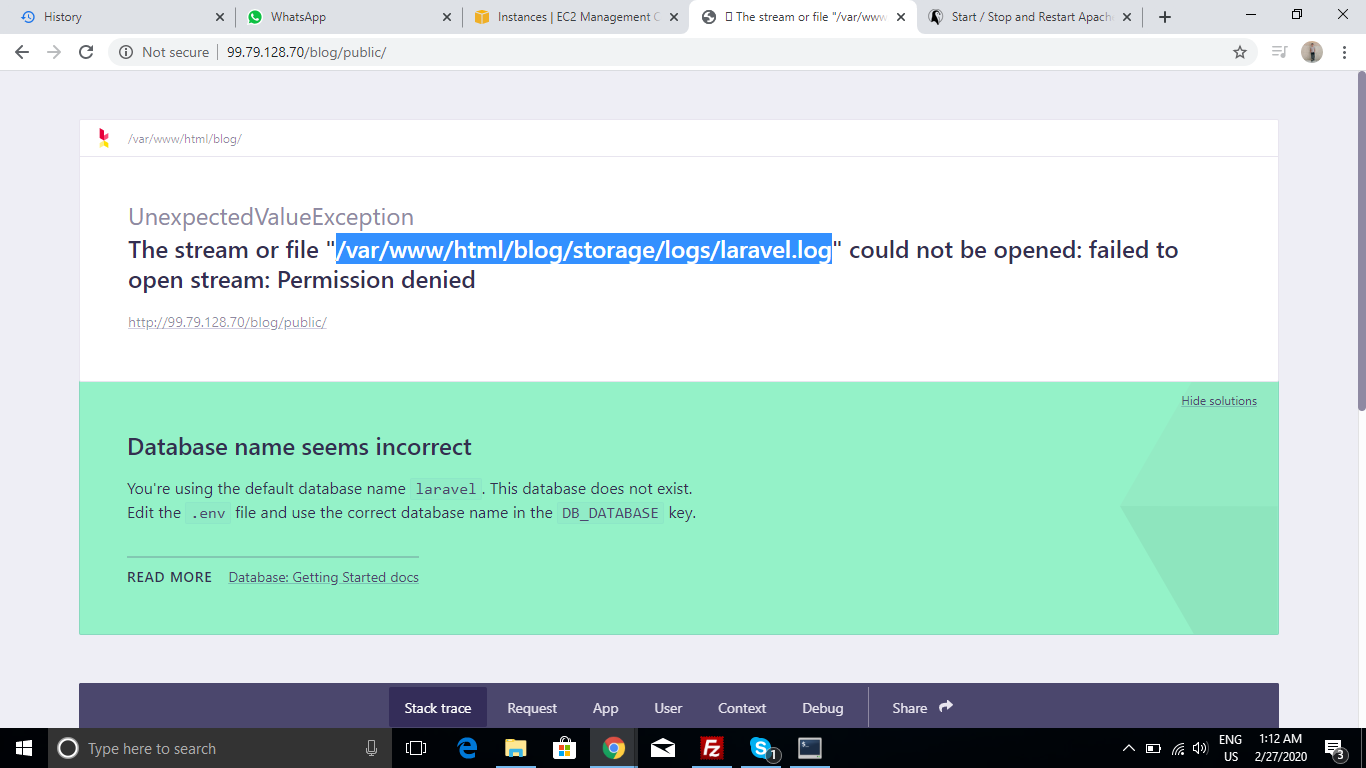 History
WhatsApp
Instances | EC2 Management C
The stream or file "/var/www
Start / Stop and Restart Apach
Not secure
99.79.128.70/blog/public/
/var/www/html/blog/
UnexpectedValueException
The stream or file "/var/www/html/blog/storage/logs/laravel.log" could not be opened: failed to
open stream: Permission denied
http://99.79.128.70/blog/public/
Hide solutions
Database name seems incorrect
You're using the default database name laravel. This database does not exist.
Edit the .env file and use the correct database name in the DB_DATABASE key.
READ MORE Database: Getting Started docs
Stack trace Request App User Context Debug Share
Type here to search
1
ENG
US
1:12 AM
2/27/2020
3